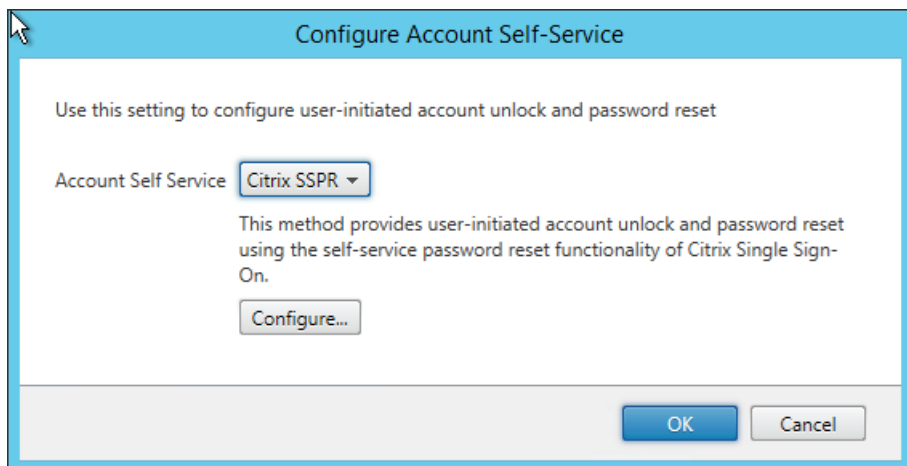 Configure Account Self-Service
Use this setting to configure user-initiated account unlock and password reset
Account Self Service Citrix SSPR
This method provides user-initiated account unlock and password reset
using the self-service password reset functionality of Citrix Single Sign-
On.
Configure...
OK Cancel